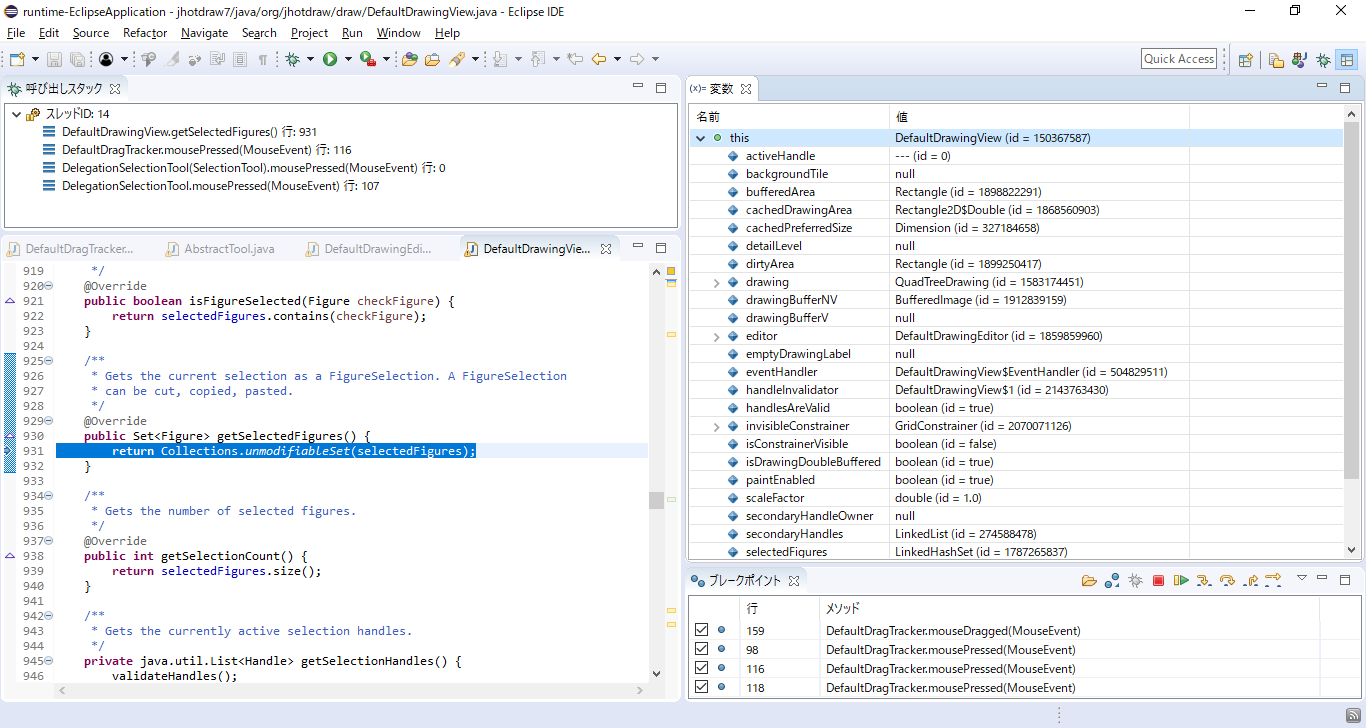 runtime-EclipseApplication - jhotdraw7/java/org/jhotdraw/draw/DefaultDrawingView.java - Eclipse IDE
File Edit Source Refactor Navigate Search Project Run Window Help
Quick Access
呼び出しスタック
スレッドID: 14
DefaultDrawingView.getSelectedFigures() 行: 931
DefaultDragTracker.mousePressed(MouseEvent) 行: 116
DelegationSelectionTool(SelectionTool).mousePressed(MouseEvent) 行: 0
DelegationSelectionTool.mousePressed(MouseEvent) 行: 107
DefaultDragTracker... AbstractTool.java DefaultDrawingEdi... DefaultDrawingVie...
919 */
920 @Override
921 public boolean isFigureSelected(Figure checkFigure) {
922 return selectedFigures.contains(checkFigure);
923 }
924
925 /**
926 * Gets the current selection as a FigureSelection. A FigureSelection
927 * can be cut, copied, pasted.
928 */
929 @Override
930 public Set<Figure> getSelectedFigures() {
931 return Collections.unmodifiableSet(selectedFigures);
932 }
933
934 /**
935 * Gets the number of selected figures.
936 */
937 @Override
938 public int getSelectionCount() {
939 return selectedFigures.size();
940 }
941
942 /**
943 * Gets the currently active selection handles.
944 */
945 private java.util.List<Handle> getSelectionHandles() {
946 validateHandles();
(x)= 変数
名前 値
this DefaultDrawingView (id = 150367587)
activeHandle --- (id = 0)
backgroundTile null
bufferedArea Rectangle (id = 1898822291)
cachedDrawingArea Rectangle2D$Double (id = 1868560903)
cachedPreferredSize Dimension (id = 327184658)
detailLevel null
dirtyArea Rectangle (id = 1899250417)
drawing QuadTreeDrawing (id = 1583174451)
drawingBufferNV BufferedImage (id = 1912839159)
drawingBufferV null
editor DefaultDrawingEditor (id = 1859859960)
emptyDrawingLabel null
eventHandler DefaultDrawingView$EventHandler (id = 504829511)
handleInvalidator DefaultDrawingView$1 (id = 2143763430)
handlesAreValid boolean (id = true)
invisibleConstrainer GridConstrainer (id = 2070071126)
isConstrainerVisible boolean (id = false)
isDrawingDoubleBuffered boolean (id = true)
paintEnabled boolean (id = true)
scaleFactor double (id = 1.0)
secondaryHandleOwner null
secondaryHandles LinkedList (id = 274588478)
selectedFigures LinkedHashSet (id = 1787265837)
ブレークポイント
行 メソッド
159 DefaultDragTracker.mouseDragged(MouseEvent)
98 DefaultDragTracker.mousePressed(MouseEvent)
116 DefaultDragTracker.mousePressed(MouseEvent)
118 DefaultDragTracker.mousePressed(MouseEvent)